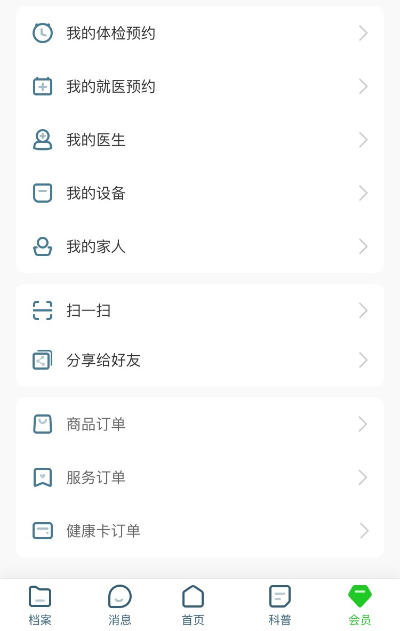 我的体检预约
我的就医预约
我的医生
我的设备
我的家人
扫一扫
分享给好友
商品订单
服务订单
健康卡订单
档案 消息 首页 科普 会员